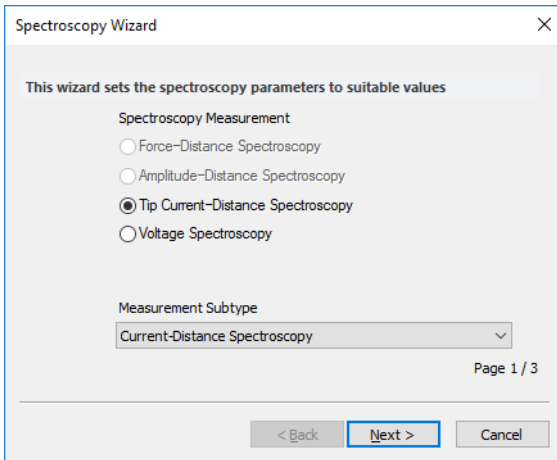 Spectroscopy Wizard
This wizard sets the spectroscopy parameters to suitable values
Spectroscopy Measurement
Force-Distance Spectroscopy
Amplitude-Distance Spectroscopy
Tip Current-Distance Spectroscopy
Voltage Spectroscopy
Measurement Subtype
Current-Distance Spectroscopy
Page 1 / 3
< Back Next > Cancel